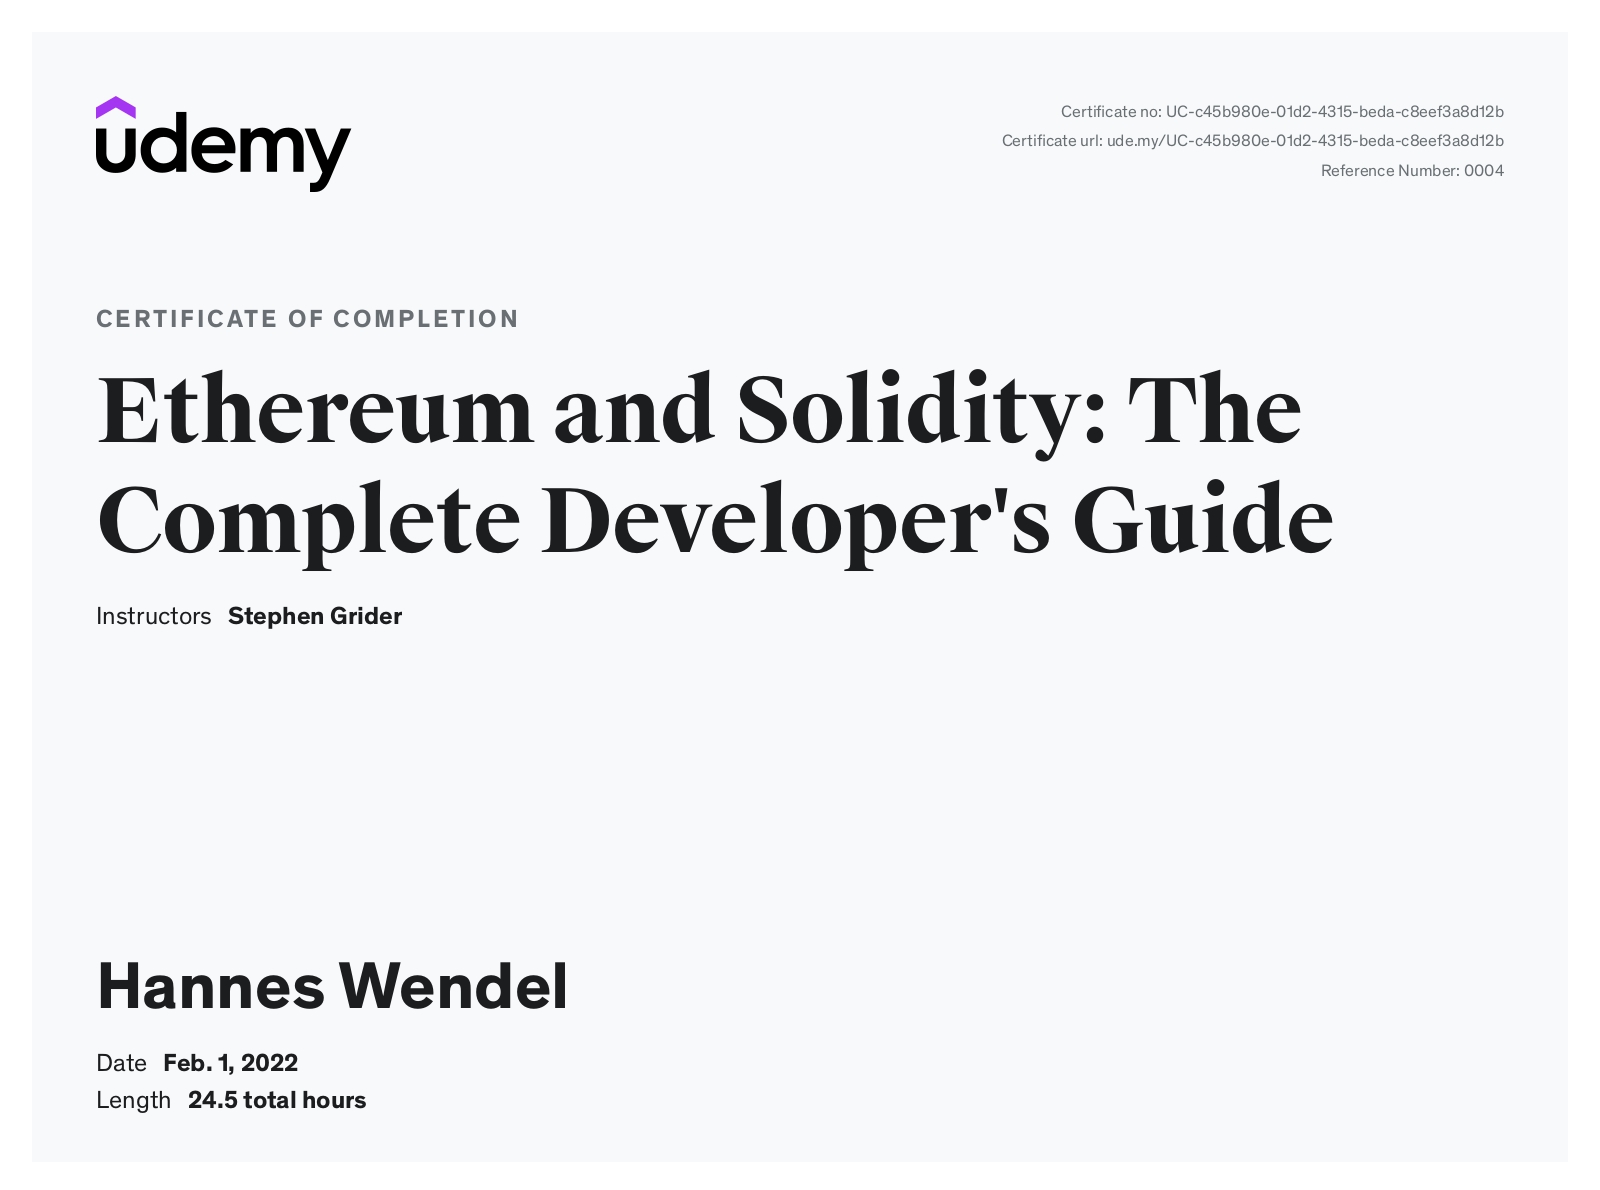 udemy
Certificate no: UC-c45b980e-01d2-4315-beda-c8eef3a8d12b
Certificate url: ude.my/UC-c45b980e-01d2-4315-beda-c8eef3a8d12b
Reference Number: 0004
CERTIFICATE OF COMPLETION
Ethereum and Solidity: The
Complete Developer's Guide
Instructors Stephen Grider
Hannes Wendel
Date Feb. 1, 2022
Length 24.5 total hours